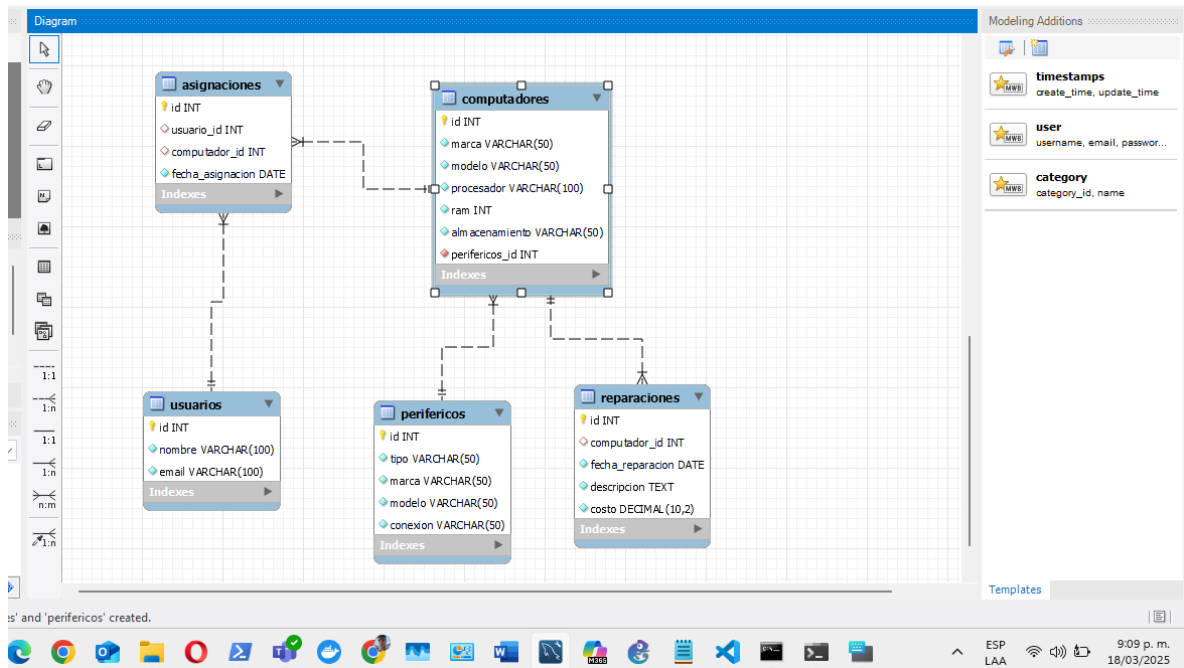 Diagram
Modeling Additions
asignaciones
id INT
usuario_id INT
computador_id INT
fecha_asignacion DATE
Indexes
computadores
id INT
marca VARCHAR(50)
modelo VARCHAR(50)
procesador VARCHAR(100)
ram INT
almacenamiento VARCHAR(50)
perifericos_id INT
Indexes
usuarios
id INT
nombre VARCHAR(100)
email VARCHAR(100)
Indexes
perifericos
id INT
tipo VARCHAR(50)
marca VARCHAR(50)
modelo VARCHAR(50)
conexion VARCHAR(50)
Indexes
reparaciones
id INT
computador_id INT
fecha_reparacion DATE
descripcion TEXT
costo DECIMAL(10,2)
Indexes
1:1
1:n
1:1
1:n
n:m
1:n
MWB
timestamps
create_time, update_time
MWB
user
username, email, passwor...
MWB
category
category_id, name
Templates
es' and 'perifericos' created.
M365
ESP
LAA
9:09 p. m.
18/03/2025